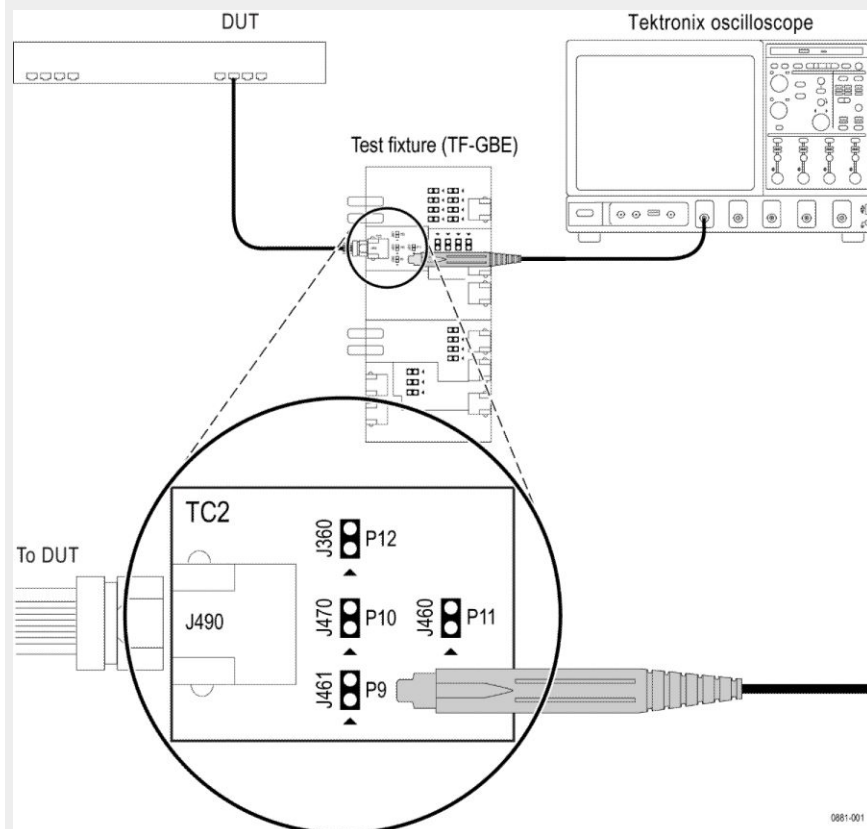 DUT
Tektronix oscilloscope
Test fixture (TF-GBE)
TC2
To DUT
J490
J360
P12
J470
P10
J460
P11
J461
P9
0881-001